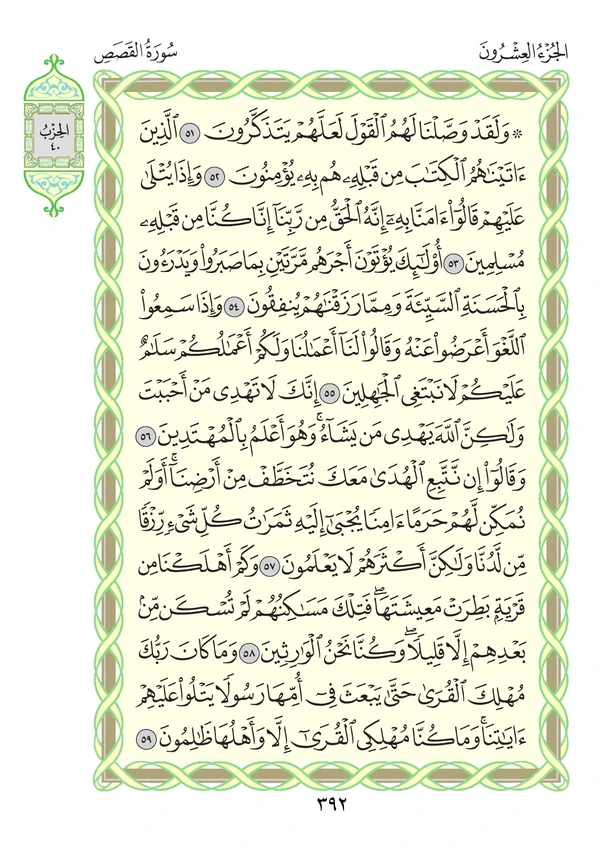 الجُزْءُ العِشْرُونَ
سُورَةُ القَصَصِ
الحِزْبُ
٤٠
۞ وَلَقَدْ وَصَّلْنَا لَهُمُ ٱلْقَوْلَ لَعَلَّهُمْ يَتَذَكَّرُونَ ٥١ ٱلَّذِينَ
ءَاتَيْنَٰهُمُ ٱلْكِتَٰبَ مِن قَبْلِهِۦ هُم بِهِۦ يُؤْمِنُونَ ٥٢ وَإِذَا يُتْلَىٰ
عَلَيْهِمْ قَالُوٓا۟ ءَامَنَّا بِهِۦٓ إِنَّهُ ٱلْحَقُّ مِن رَّبِّنَآ إِنَّا كُنَّا مِن قَبْلِهِۦ
مُسْلِمِينَ ٥٣ أُو۟لَٰٓئِكَ يُؤْتَوْنَ أَجْرَهُم مَّرَّتَيْنِ بِمَا صَبَرُوا۟ وَيَدْرَءُونَ
بِٱلْحَسَنَةِ ٱلسَّيِّئَةَ وَمِمَّا رَزَقْنَٰهُمْ يُنفِقُونَ ٥٤ وَإِذَا سَمِعُوا۟
ٱللَّغْوَ أَعْرَضُوا۟ عَنْهُ وَقَالُوا۟ لَنَآ أَعْمَٰلُنَا وَلَكُمْ أَعْمَٰلُكُمْ سَلَٰمٌ
عَلَيْكُمْ لَا نَبْتَغِى ٱلْجَٰهِلِينَ ٥٥ إِنَّكَ لَا تَهْدِى مَنْ أَحْبَبْتَ
وَلَٰكِنَّ ٱللَّهَ يَهْدِى مَن يَشَآءُ ۚ وَهُوَ أَعْلَمُ بِٱلْمُهْتَدِينَ ٥٦
وَقَالُوٓا۟ إِن نَّتَّبِعِ ٱلْهُدَىٰ مَعَكَ نُتَخَطَّفْ مِنْ أَرْضِنَآ ۚ أَوَلَمْ
نُمَكِّن لَّهُمْ حَرَمًا ءَامِنًا يُجْبَىٰٓ إِلَيْهِ ثَمَرَٰتُ كُلِّ شَىْءٍ رِّزْقًا
مِّن لَّدُنَّا وَلَٰكِنَّ أَكْثَرَهُمْ لَا يَعْلَمُونَ ٥٧ وَكَمْ أَهْلَكْنَا مِن
قَرْيَةٍۭ بَطِرَتْ مَعِيشَتَهَا ۖ فَتِلْكَ مَسَٰكِنُهُمْ لَمْ تُسْكَن مِّنۢ
بَعْدِهِمْ إِلَّا قَلِيلًا ۖ وَكُنَّا نَحْنُ ٱلْوَٰرِثِينَ ٥٨ وَمَا كَانَ رَبُّكَ
مُهْلِكَ ٱلْقُرَىٰ حَتَّىٰ يَبْعَثَ فِىٓ أُمِّهَا رَسُولًا يَتْلُوا۟ عَلَيْهِمْ
ءَايَٰتِنَا ۚ وَمَا كُنَّا مُهْلِكِى ٱلْقُرَىٰٓ إِلَّا وَأَهْلُهَا ظَٰلِمُونَ ٥٩
٣٩٢